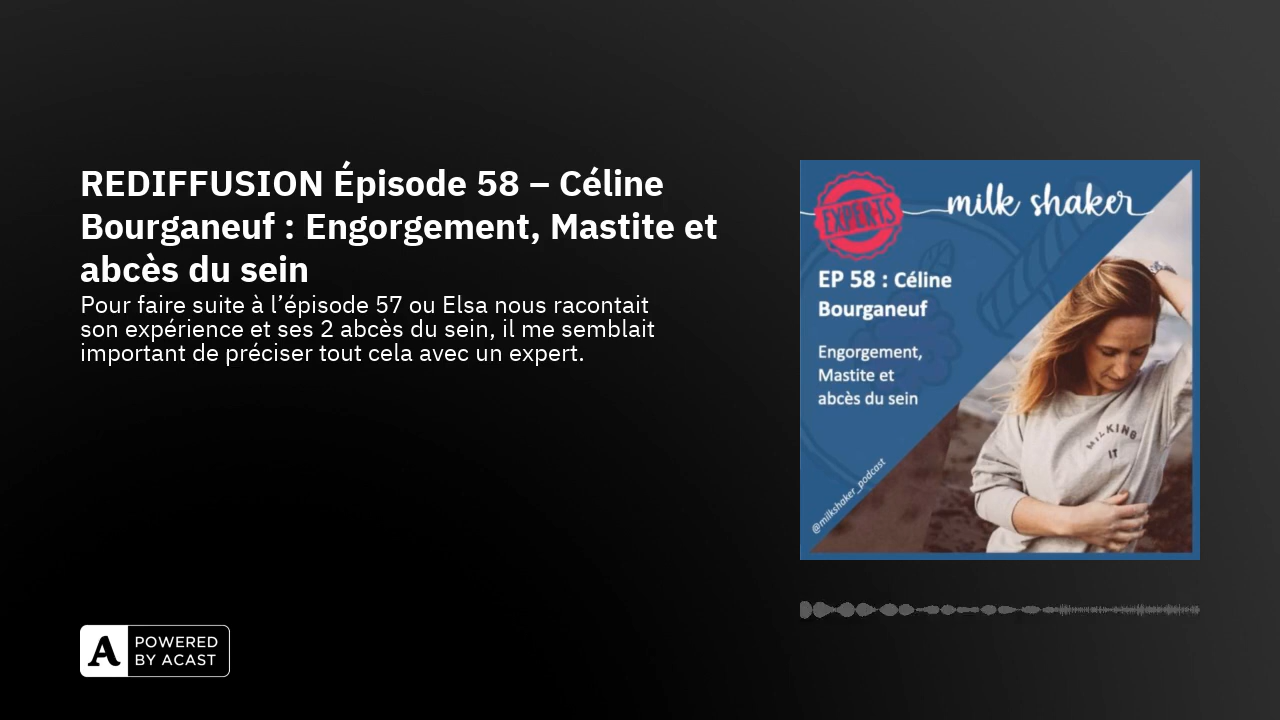 REDIFFUSION Épisode 58 – Céline
Bourganeuf : Engorgement, Mastite et
abcès du sein
Pour faire suite à l’épisode 57 ou Elsa nous racontait
son expérience et ses 2 abcès du sein, il me semblait
important de préciser tout cela avec un expert.
EXPERTS
milk shaker
EP 58 : Céline
Bourganeuf
Engorgement,
Mastite et
abcès du sein
MILKING
IT
@milkshaker_podcast
A
POWERED
BY ACAST